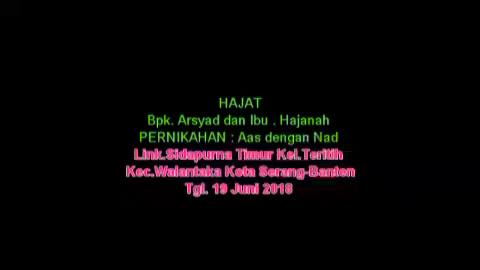 HAJAT
Bpk. Arsyad dan Ibu . Hajanah
PERNIKAHAN : Aas dengan Nad
Link.Sidapurna Timur Kel.Teritih
Kec.Walantaka Kota Serang-Banten
Tgl. 19 Juni 2018